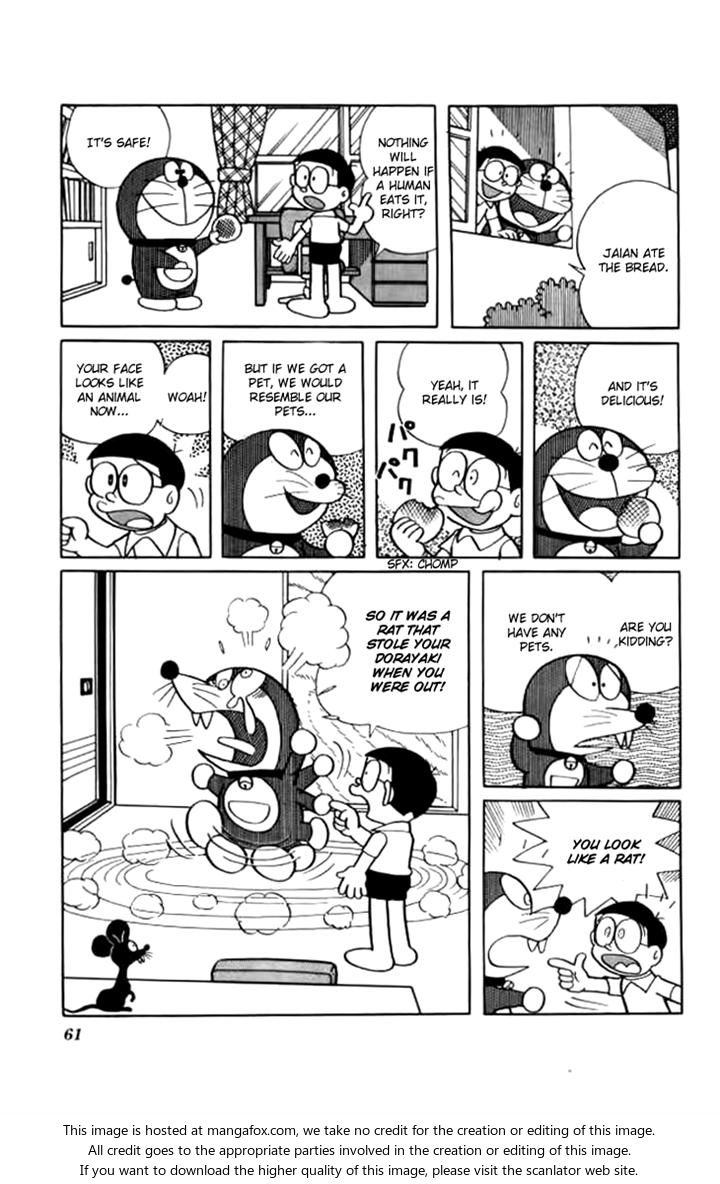 JAIAN ATE
THE BREAD.
NOTHING
WILL
HAPPEN IF
A HUMAN
EATS IT,
RIGHT?
IT'S SAFE!
AND IT'S
DELICIOUS!
YEAH, IT
REALLY IS!
パクパク
SFX: CHOMP
BUT IF WE GOT A
PET, WE WOULD
RESEMBLE OUR
PETS...
WOAH!
YOUR FACE
LOOKS LIKE
AN ANIMAL
NOW...
ARE YOU
KIDDING?
WE DON'T
HAVE ANY
PETS.
YOU LOOK
LIKE A RAT!
SO IT WAS A
RAT THAT
STOLE YOUR
DORAYAKI
WHEN YOU
WERE OUT!
61
This image is hosted at mangafox.com, we take no credit for the creation or editing of this image.
All credit goes to the appropriate parties involved in the creation or editing of this image.
If you want to download the higher quality of this image, please visit the scanlator web site.